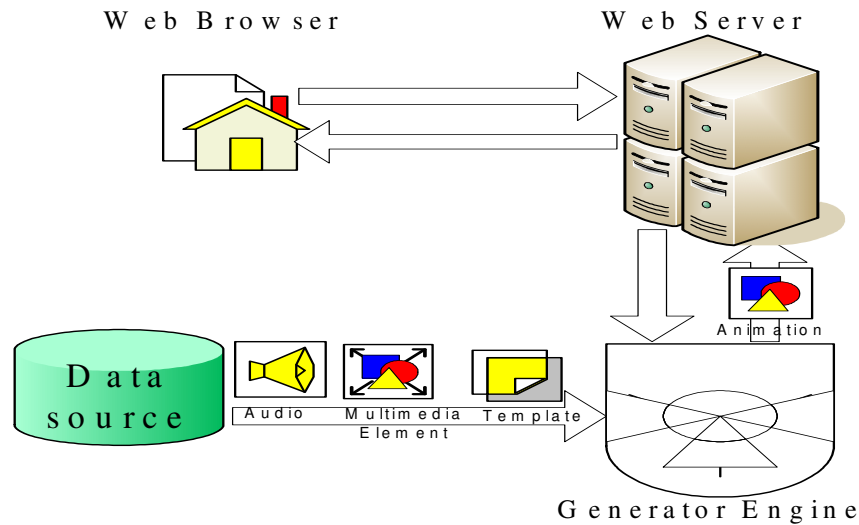 Web Browser
Web Server
Animation
Data
source
Audio
Multimedia
Element
Template
Generator Engine